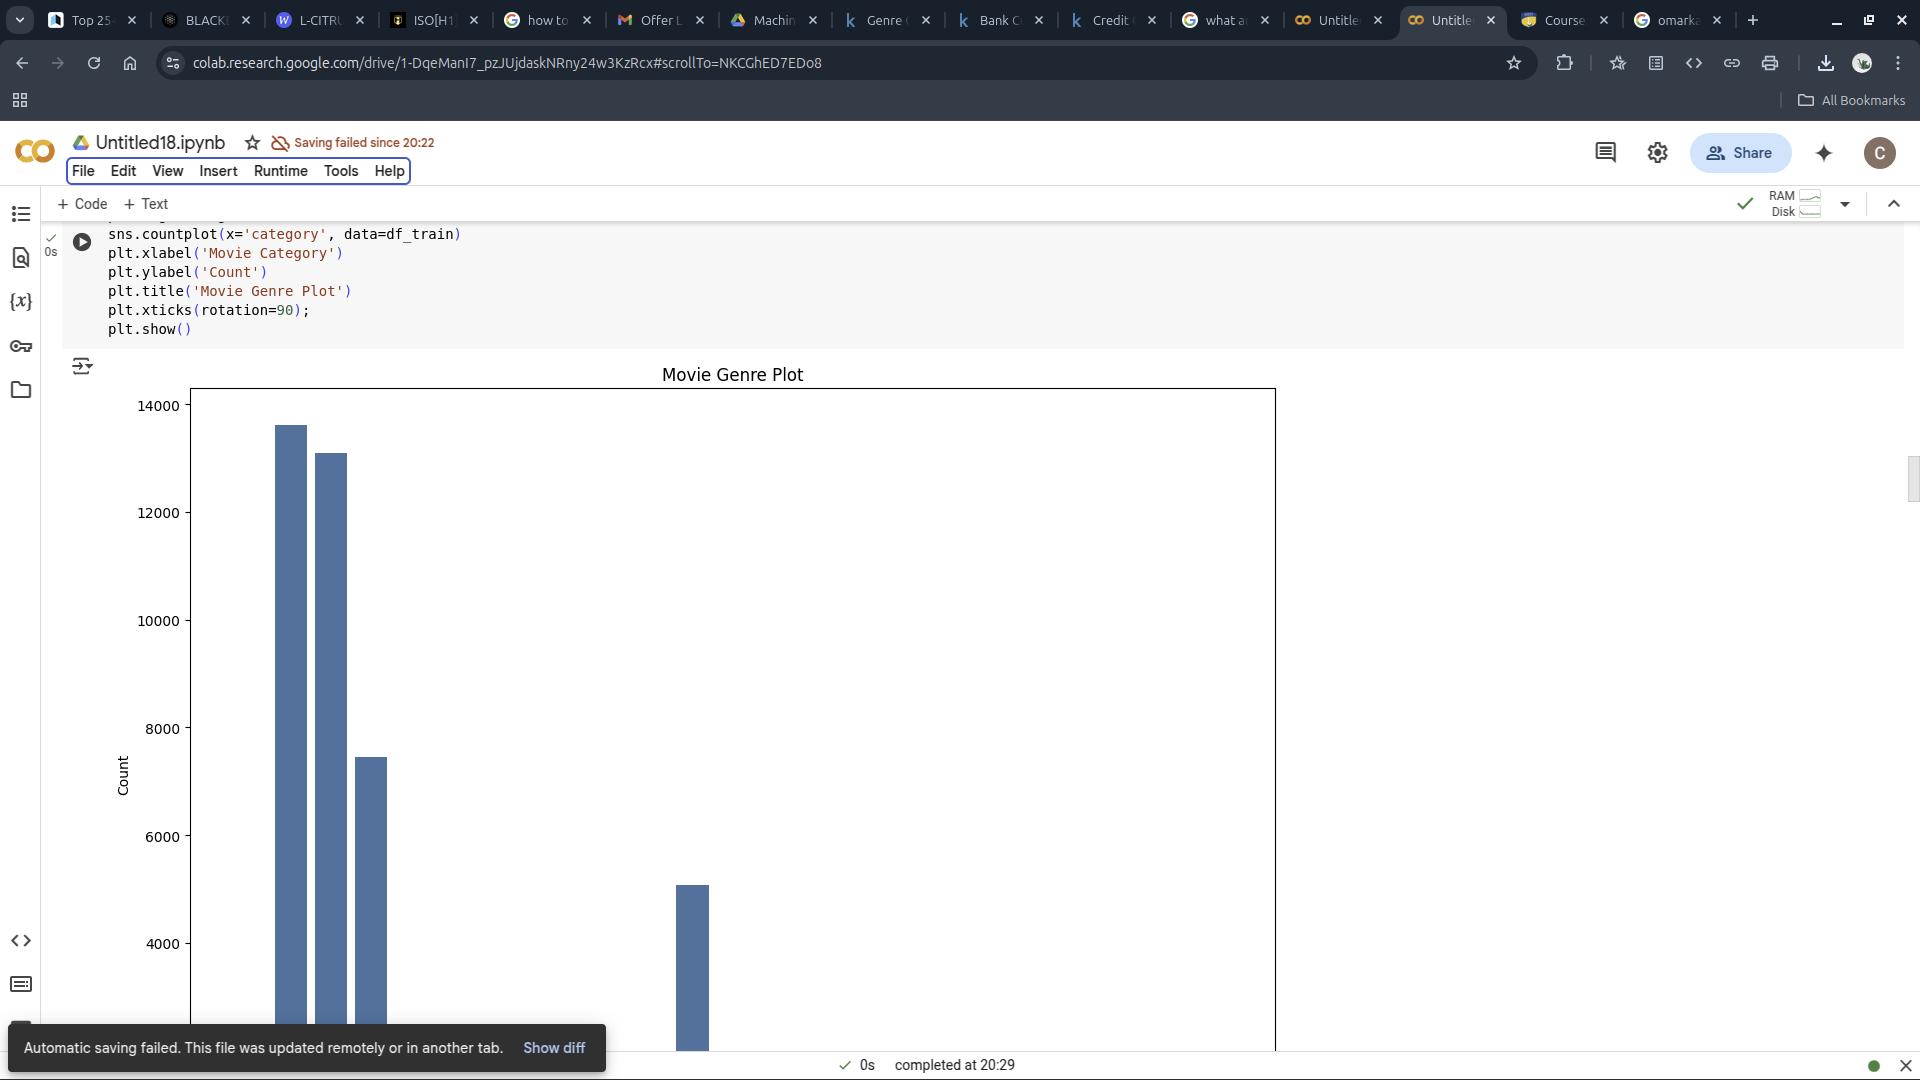 Top 25
BLACK
L-CITRU
ISO[H1
how to
Offer L
Machin
Genre
Bank C
Credit
what a
Untitle
Untitle
Course
omarka
colab.research.google.com/drive/1-DqeManI7_pzJUjdaskNRny24w3KzRcx#scrollTo=NKCGhED7EDo8
All Bookmarks
Untitled18.ipynb
Saving failed since 20:22
File Edit View Insert Runtime Tools Help
Share
C
+ Code + Text
RAM
Disk
0s
sns.countplot(x='category', data=df_train)
plt.xlabel('Movie Category')
plt.ylabel('Count')
plt.title('Movie Genre Plot')
plt.xticks(rotation=90);
plt.show()
Movie Genre Plot
14000
12000
10000
8000
6000
4000
Count
Automatic saving failed. This file was updated remotely or in another tab. Show diff
0s completed at 20:29